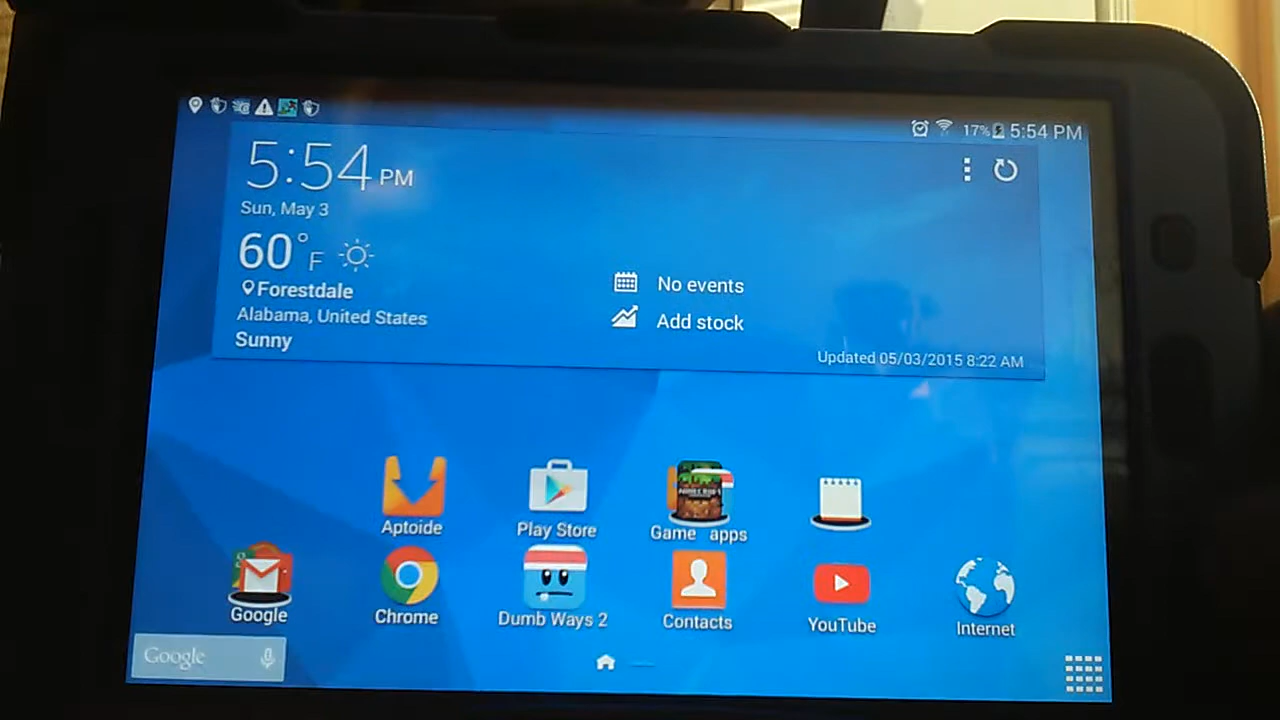 17% 5:54 PM
5:54 PM
Sun, May 3
60°F
Forestdale
Alabama, United States
Sunny
No events
Add stock
Updated 05/03/2015 8:22 AM
Aptoide
Play Store
MINECRAFT
Game apps
Google
Chrome
Dumb Ways 2
Contacts
YouTube
Internet
Google